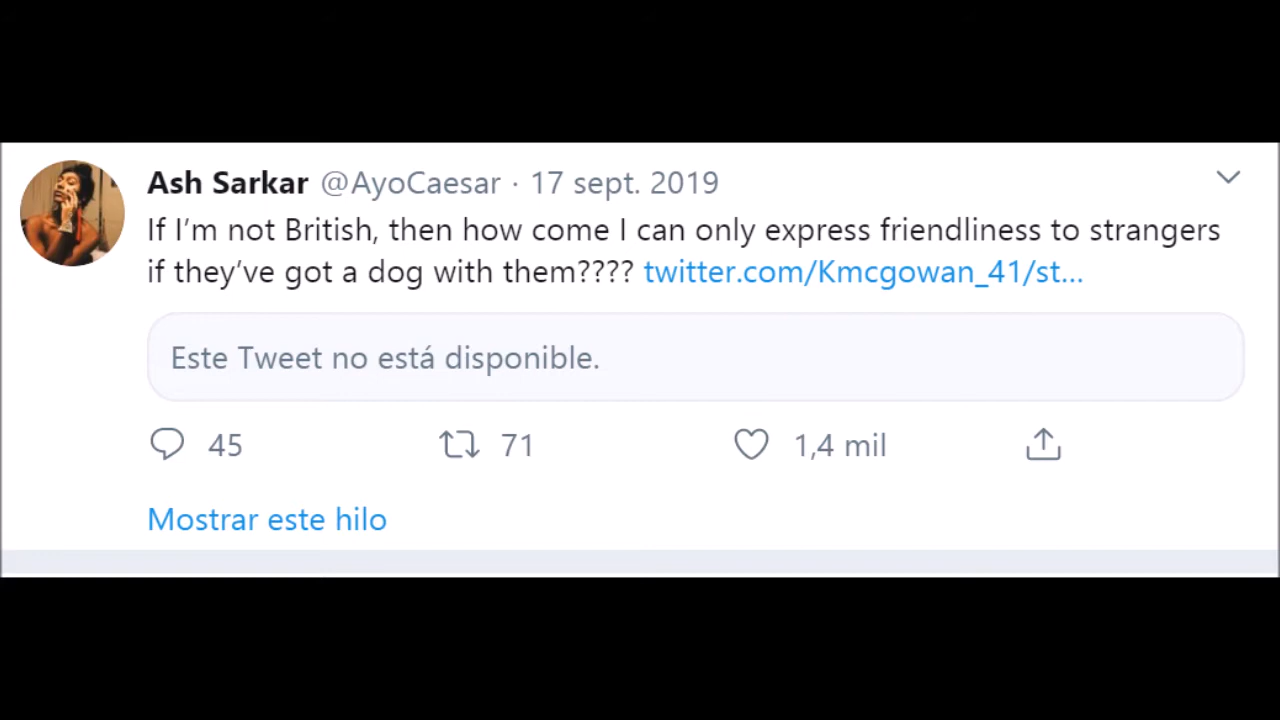 Ash Sarkar @AyoCaesar · 17 sept. 2019
If I’m not British, then how come I can only express friendliness to strangers
if they’ve got a dog with them???? twitter.com/Kmcgowan_41/st...
Este Tweet no está disponible.
45 71 1,4 mil
Mostrar este hilo